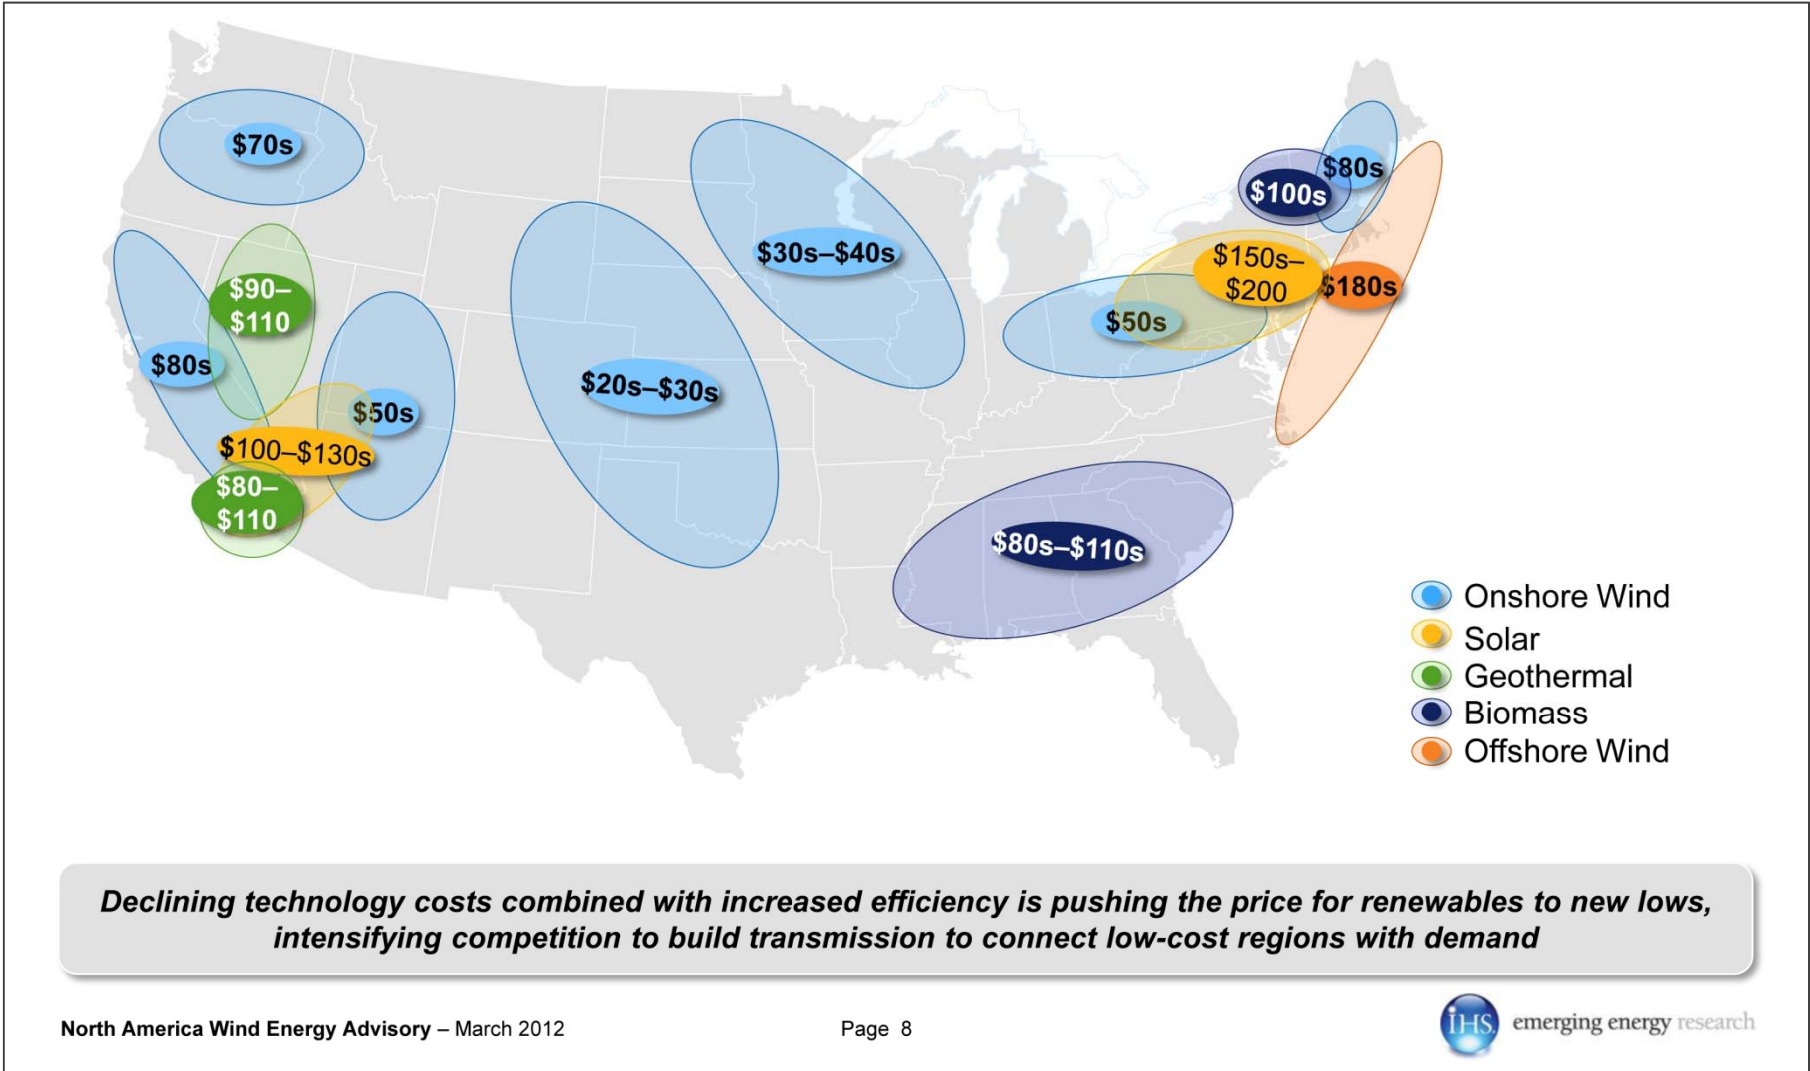 $70s
$30s–$40s
$80s
$100s
$90–
$110
$150s–
$200
$180s
$50s
$80s
$20s–$30s
$50s
$100–$130s
$80–
$110
$80s–$110s
Onshore Wind
Solar
Geothermal
Biomass
Offshore Wind
Declining technology costs combined with increased efficiency is pushing the price for renewables to new lows,
intensifying competition to build transmission to connect low-cost regions with demand
North America Wind Energy Advisory – March 2012
Page 8
IHS
emerging energy research